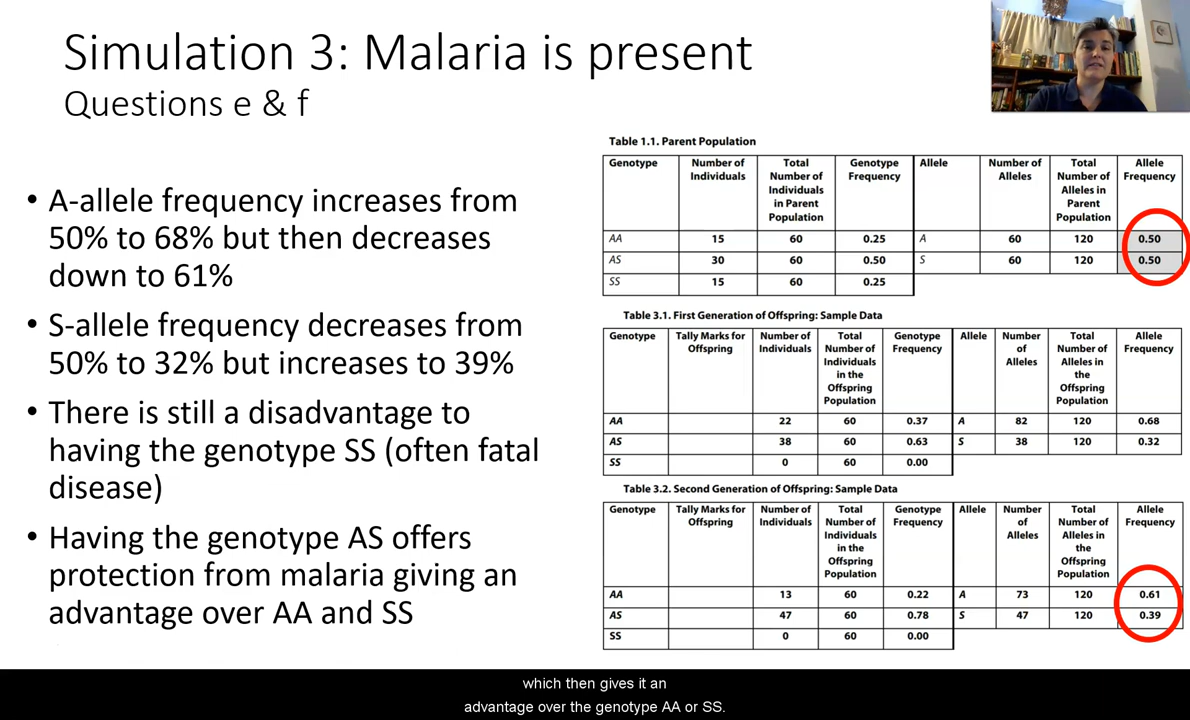 Simulation 3: Malaria is present
Questions e & f
• A-allele frequency increases from
50% to 68% but then decreases
down to 61%
• S-allele frequency decreases from
50% to 32% but increases to 39%
• There is still a disadvantage to
having the genotype SS (often fatal
disease)
• Having the genotype AS offers
protection from malaria giving an
advantage over AA and SS
Table 1.1. Parent Population
Genotype Number of Individuals Total Number of Individuals in Parent Population Genotype Frequency Allele Number of Alleles Total Number of Alleles in Parent Population Allele Frequency
AA 15 60 0.25 A 60 120 0.50
AS 30 60 0.50 S 60 120 0.50
SS 15 60 0.25
Table 3.1. First Generation of Offspring: Sample Data
Genotype Tally Marks for Offspring Number of Individuals Total Number of Individuals in the Offspring Population Genotype Frequency Allele Number of Alleles Total Number of Alleles in the Offspring Population Allele Frequency
AA 22 60 0.37 A 82 120 0.68
AS 38 60 0.63 S 38 120 0.32
SS 0 60 0.00
Table 3.2. Second Generation of Offspring: Sample Data
Genotype Tally Marks for Offspring Number of Individuals Total Number of Individuals in the Offspring Population Genotype Frequency Allele Number of Alleles Total Number of Alleles in the Offspring Population Allele Frequency
AA 13 60 0.22 A 73 120 0.61
AS 47 60 0.78 S 47 120 0.39
SS 0 60 0.00
which then gives it an
advantage over the genotype AA or SS.